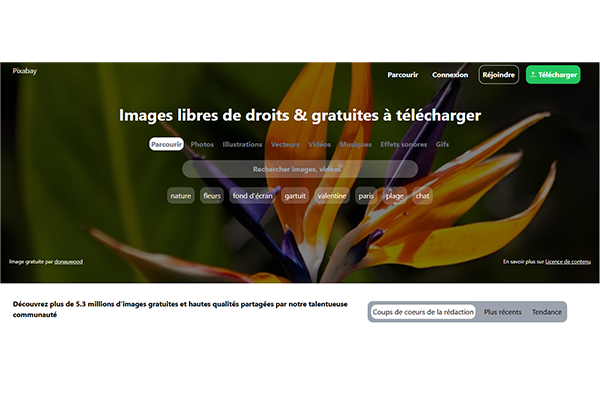 Pixabay
Parcourir Connexion Réjoindre Télécharger
Images libres de droits & gratuites à télécharger
Parcourir Photos Illustrations Vecteurs Vidéos Musiques Effets sonores Gifs
Rechercher images, vidéos
nature fleurs fond d'écran gartuit valentine paris plage chat
Image gratuite par donauwood En savoir plus sur Licence de contenu
Découvrez plus de 5.3 millions d'images gratuites et hautes qualités partagées par notre talentueuse
communauté
Coups de coeurs de la rédaction Plus récents Tendance